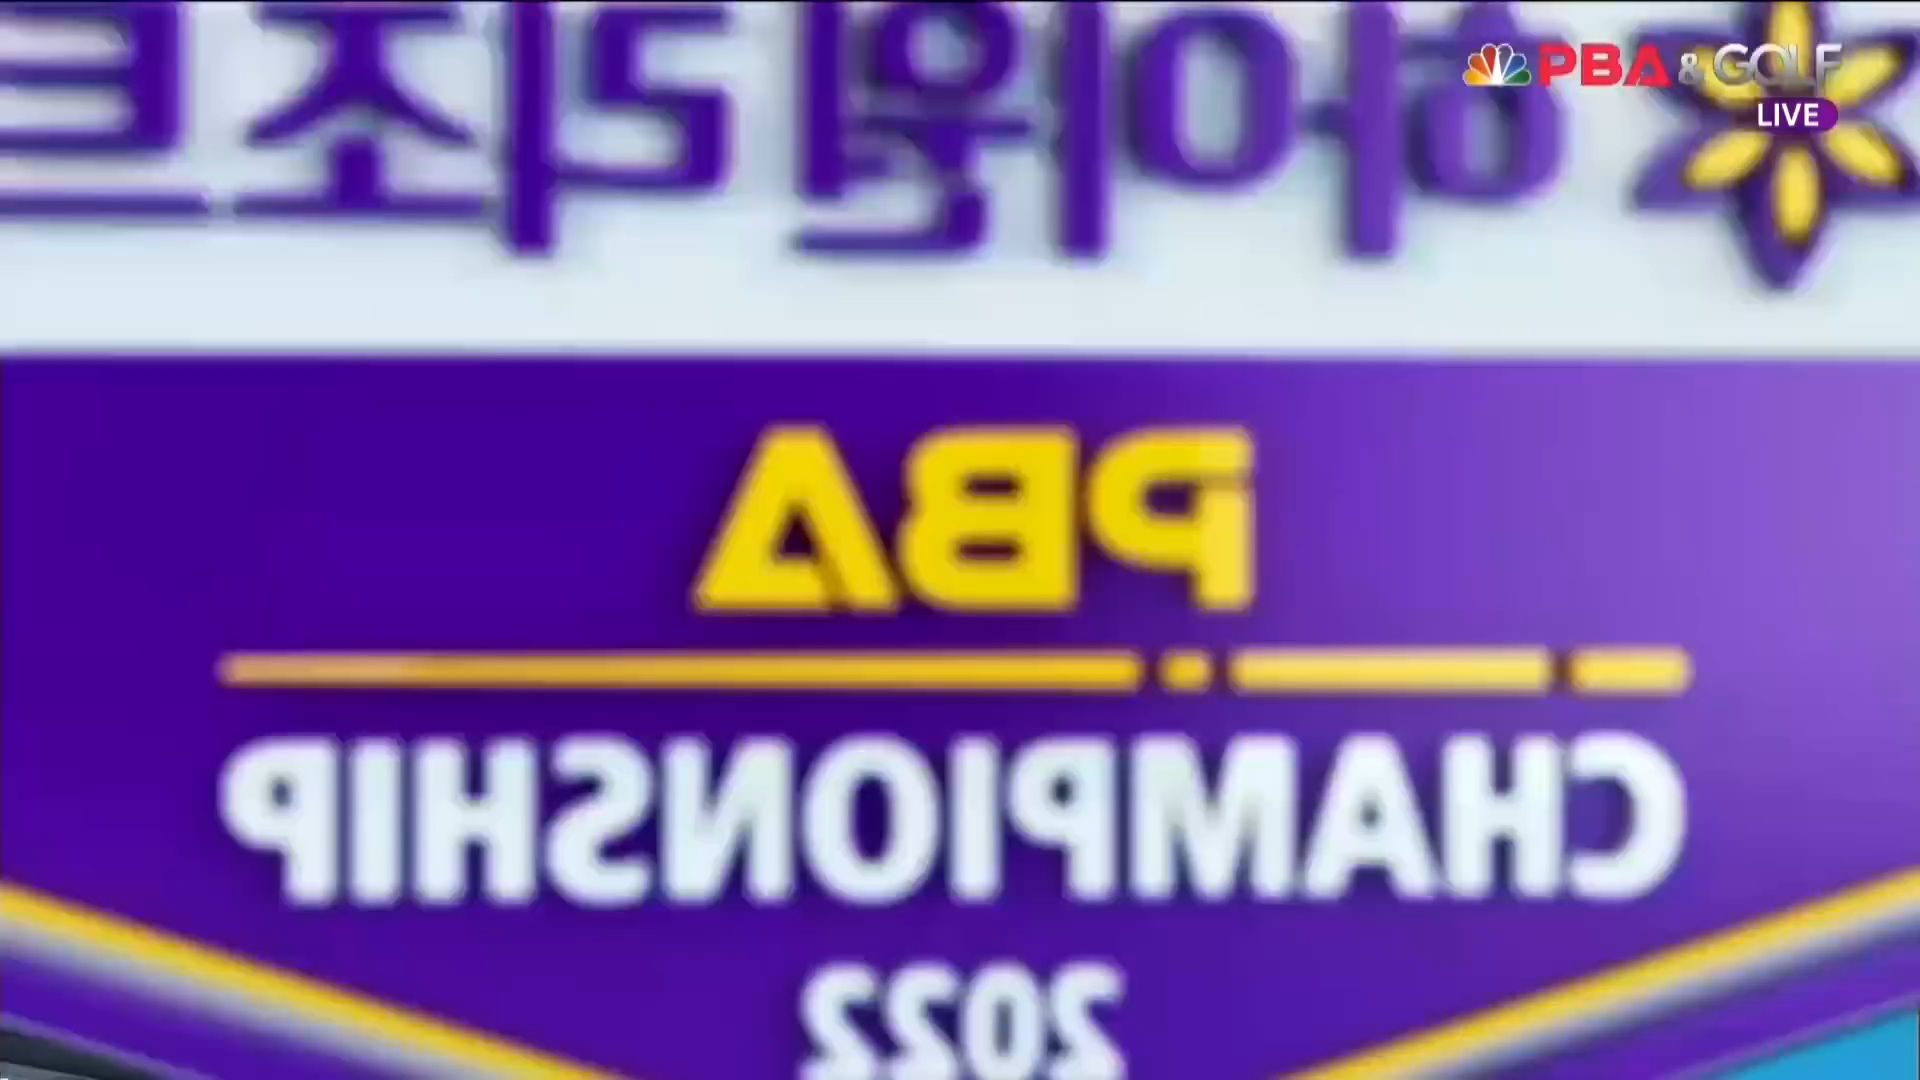 PBA & GOLF
LIVE
하이원리조트
PBA
CHAMPIONSHIP
2022